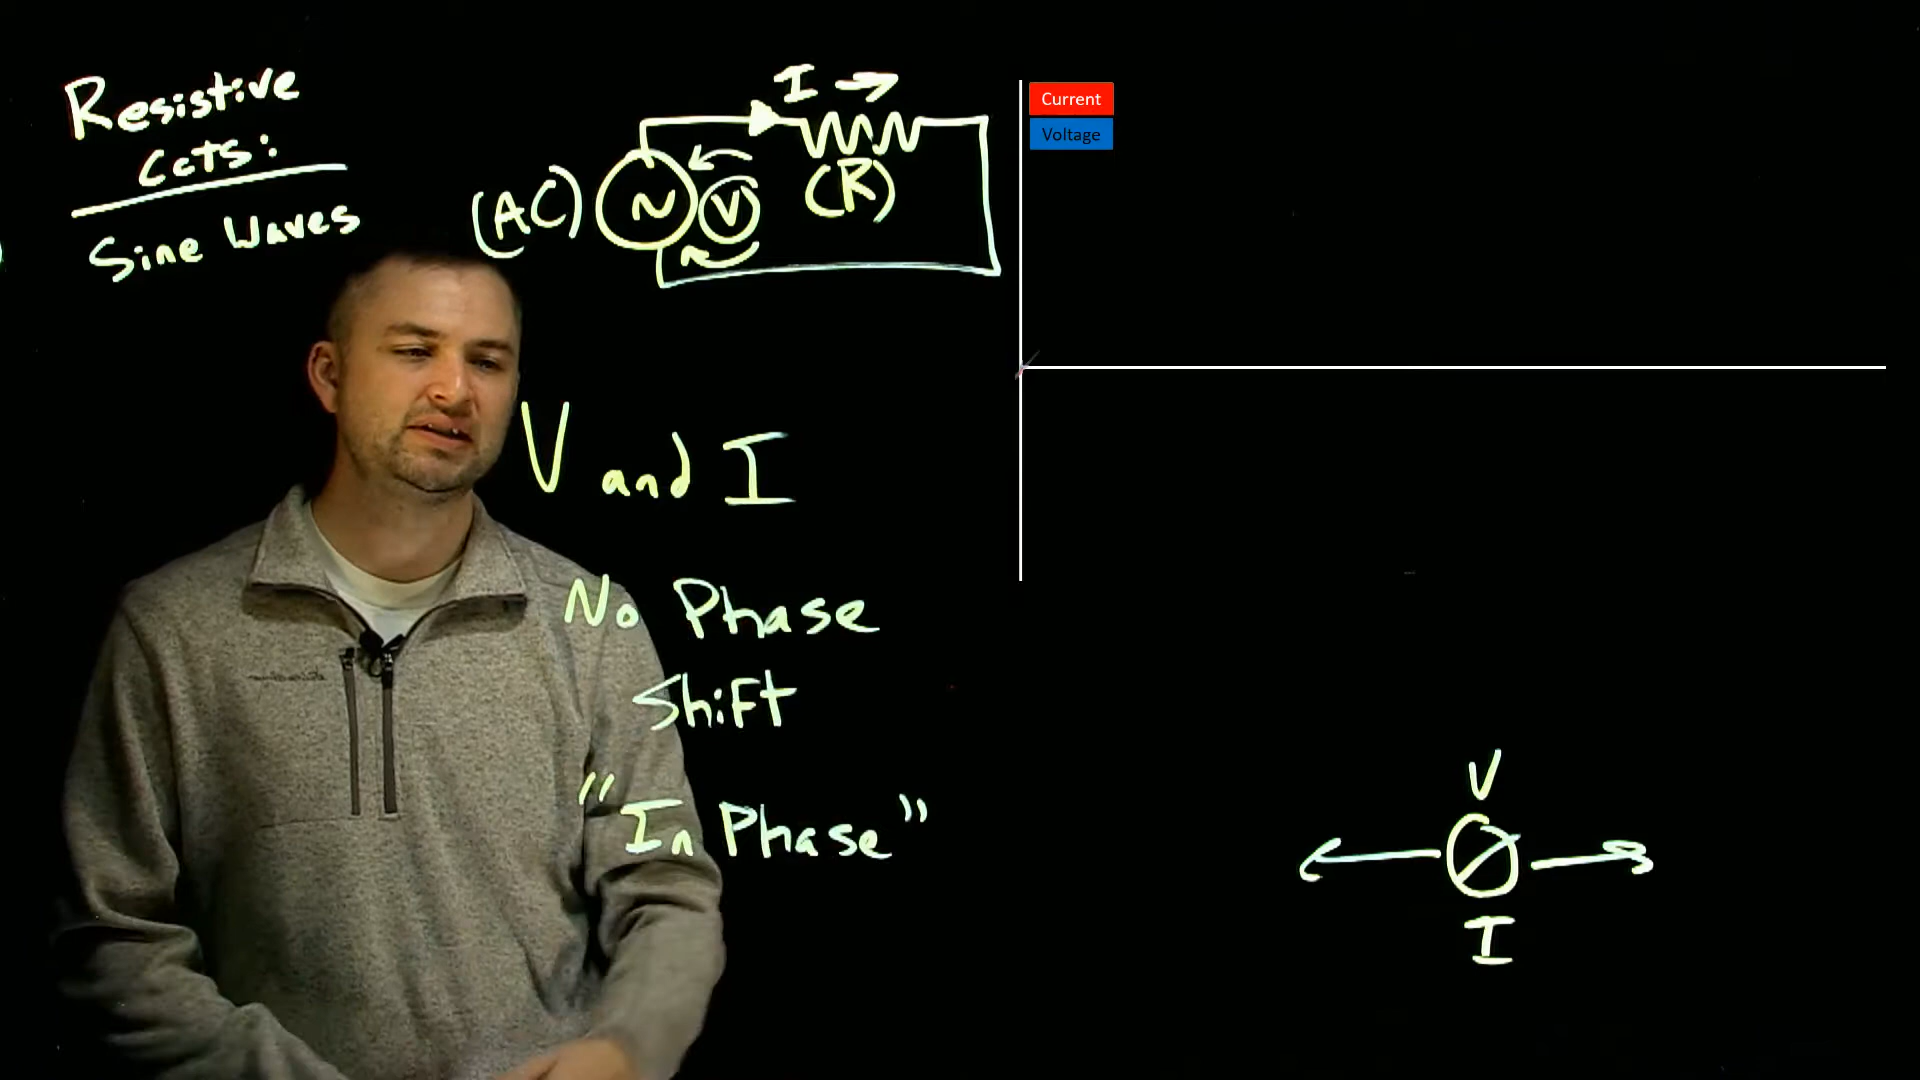 Resistive
Ccts:
Sine Waves
I
(AC)
V
(R)
Current
Voltage
V and I
No Phase
Shift
"In Phase"
V
I